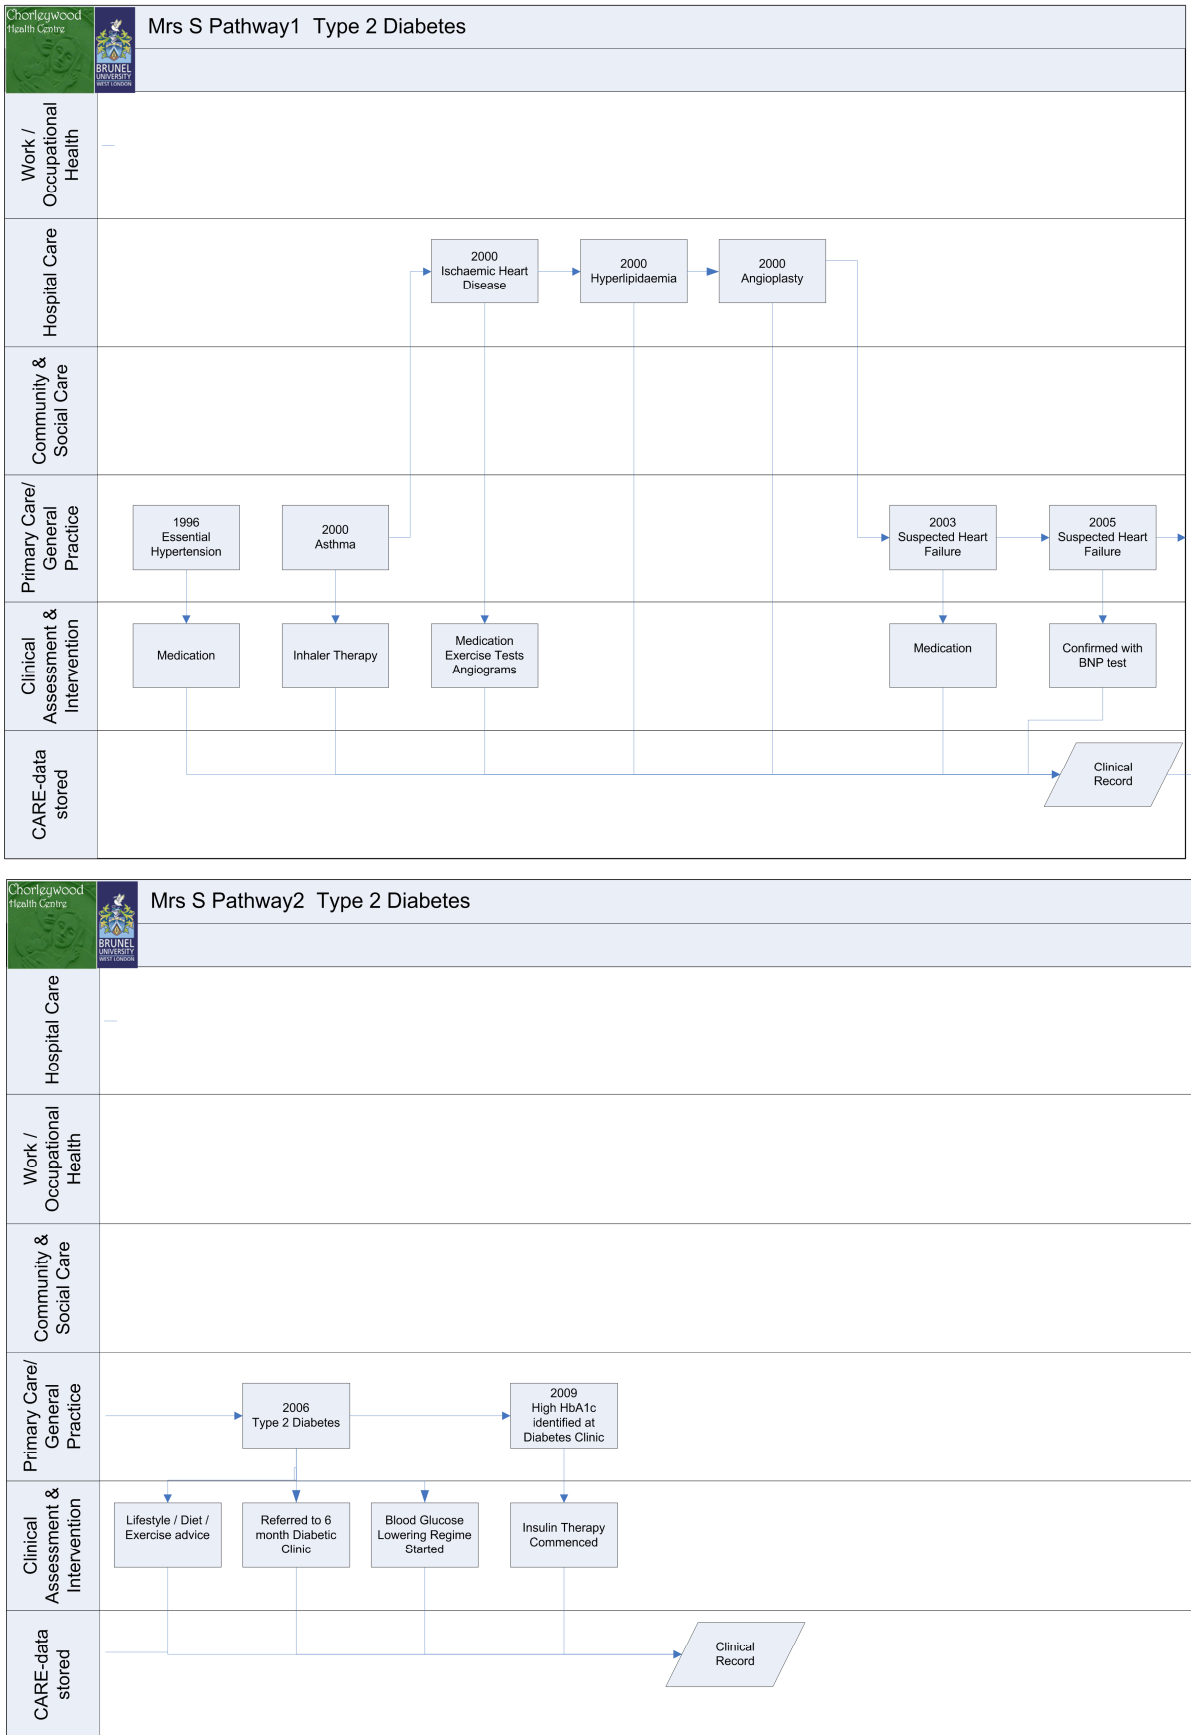 Chorleywood
Health Centre
BRUNEL
UNIVERSITY
WEST LONDON
Mrs S Pathway1  Type 2 Diabetes
Work /
Occupational
Health
Hospital Care
2000
Ischaemic Heart
Disease
2000
Hyperlipidaemia
2000
Angioplasty
Community &
Social Care
Primary Care/
General
Practice
1996
Essential
Hypertension
2000
Asthma
2003
Suspected Heart
Failure
2005
Suspected Heart
Failure
Clinical
Assessment &
Intervention
Medication
Inhaler Therapy
Medication
Exercise Tests
Angiograms
Medication
Confirmed with
BNP test
CARE-data
stored
Clinical
Record
Chorleywood
Health Centre
BRUNEL
UNIVERSITY
WEST LONDON
Mrs S Pathway2  Type 2 Diabetes
Hospital Care
Work /
Occupational
Health
Community &
Social Care
Primary Care/
General
Practice
2006
Type 2 Diabetes
2009
High HbA1c
identified at
Diabetes Clinic
Clinical
Assessment &
Intervention
Lifestyle / Diet /
Exercise advice
Referred to 6
month Diabetic
Clinic
Blood Glucose
Lowering Regime
Started
Insulin Therapy
Commenced
CARE-data
stored
Clinical
Record